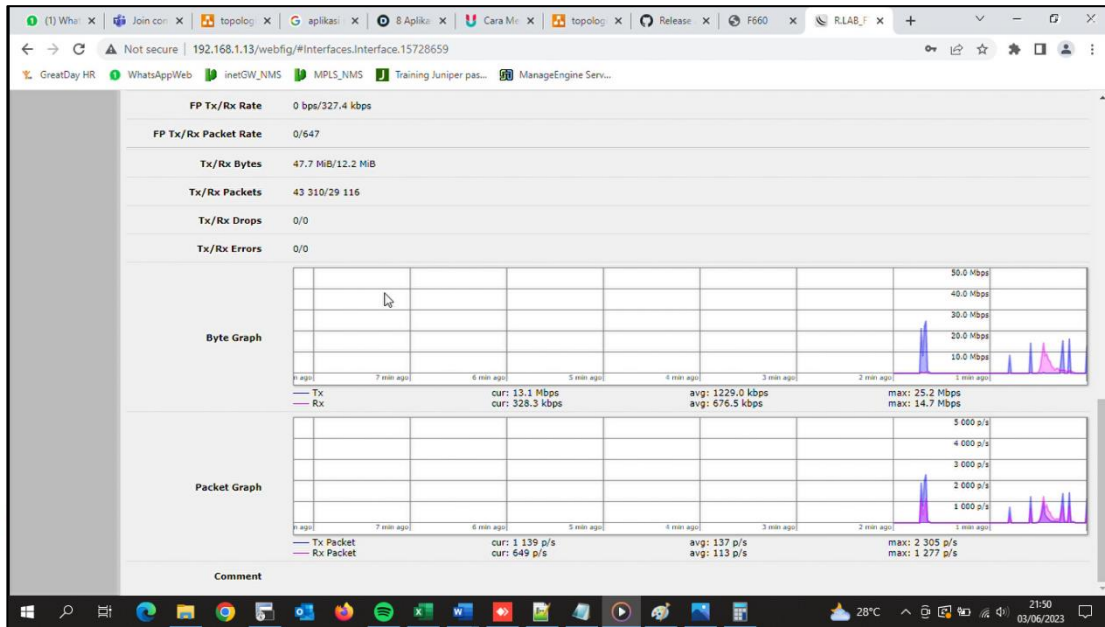 (1) What
Join con
topolog
aplikasi
8 Aplika
Cara Me
topolog
Release
F660
R.LAB_F
Not secure | 192.168.1.13/webfig/#Interfaces.Interface.15728659
GreatDay HR WhatsAppWeb inetGW_NMS MPLS_NMS Training Juniper pas... ManageEngine Serv...
FP Tx/Rx Rate 0 bps/327.4 kbps
FP Tx/Rx Packet Rate 0/647
Tx/Rx Bytes 47.7 MiB/12.2 MiB
Tx/Rx Packets 43 310/29 116
Tx/Rx Drops 0/0
Tx/Rx Errors 0/0
50.0 Mbps
40.0 Mbps
30.0 Mbps
Byte Graph 20.0 Mbps
10.0 Mbps
n ago 7 min ago 6 min ago 5 min ago 4 min ago 3 min ago 2 min ago 1 min ago
Tx cur: 13.1 Mbps avg: 1229.0 kbps max: 25.2 Mbps
Rx cur: 328.3 kbps avg: 676.5 kbps max: 14.7 Mbps
5 000 p/s
4 000 p/s
3 000 p/s
Packet Graph 2 000 p/s
1 000 p/s
n ago 7 min ago 6 min ago 5 min ago 4 min ago 3 min ago 2 min ago 1 min ago
Tx Packet cur: 1 139 p/s avg: 137 p/s max: 2 305 p/s
Rx Packet cur: 649 p/s avg: 113 p/s max: 1 277 p/s
Comment
28°C
21:50
03/06/2023